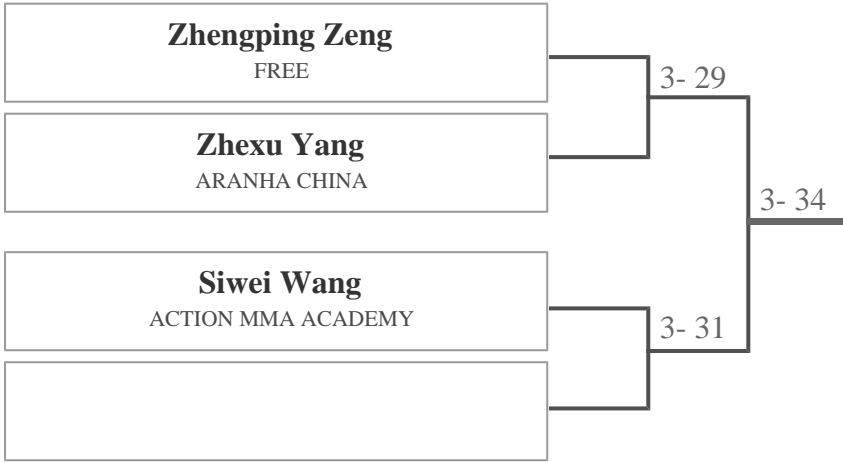 Zhengping Zeng
FREE
3- 29
Zhexu Yang
ARANHA CHINA
3- 34
Siwei Wang
ACTION MMA ACADEMY
3- 31